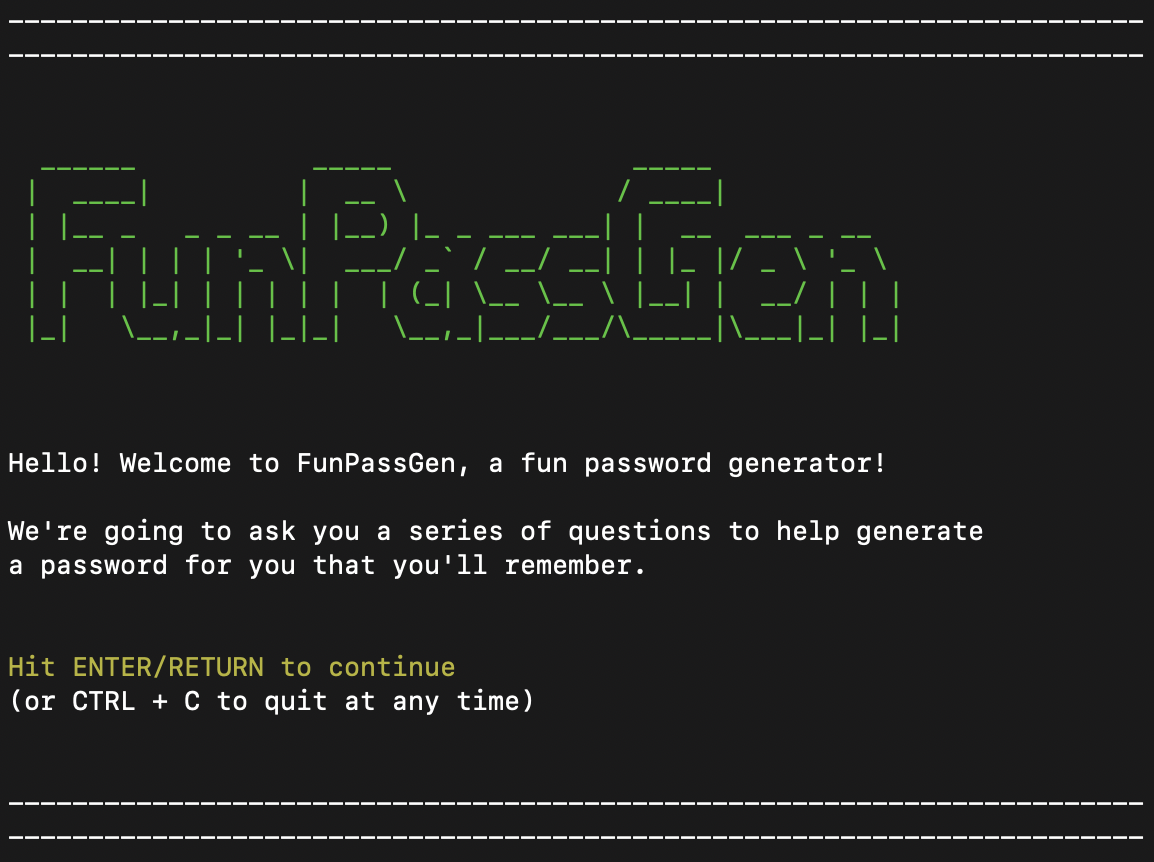 FunPassGen
Hello! Welcome to FunPassGen, a fun password generator!
We're going to ask you a series of questions to help generate
a password for you that you'll remember.
Hit ENTER/RETURN to continue
(or CTRL + C to quit at any time)